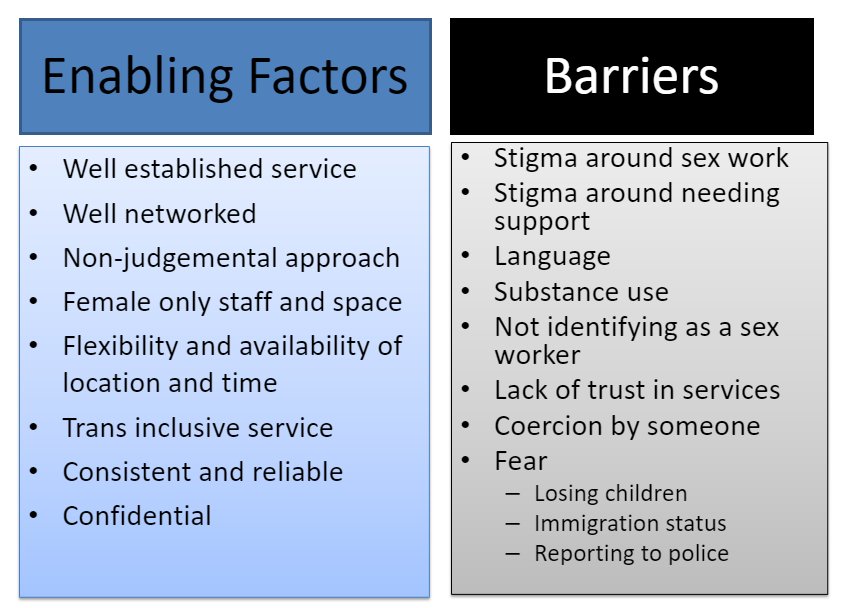 Enabling Factors
• Well established service
• Well networked
• Non-judgemental approach
• Female only staff and space
• Flexibility and availability of
location and time
• Trans inclusive service
• Consistent and reliable
• Confidential
Barriers
• Stigma around sex work
• Stigma around needing
support
• Language
• Substance use
• Not identifying as a sex
worker
• Lack of trust in services
• Coercion by someone
• Fear
– Losing children
– Immigration status
– Reporting to police